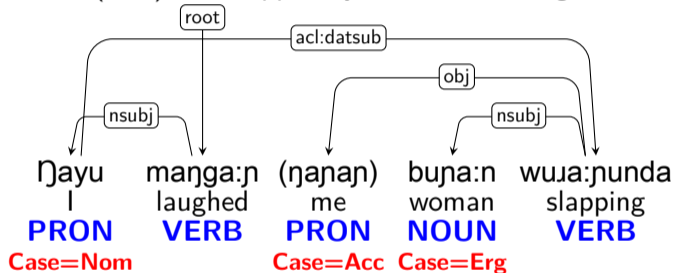 root
acl:datsub
obj
nsubj nsubj
Ŋayu maŋga:ɲ (ŋaɲaɲ) buɲa:n wuɹa:ɲunda
I laughed me woman slapping
PRON VERB PRON NOUN VERB
Case=Nom Case=Acc Case=Erg